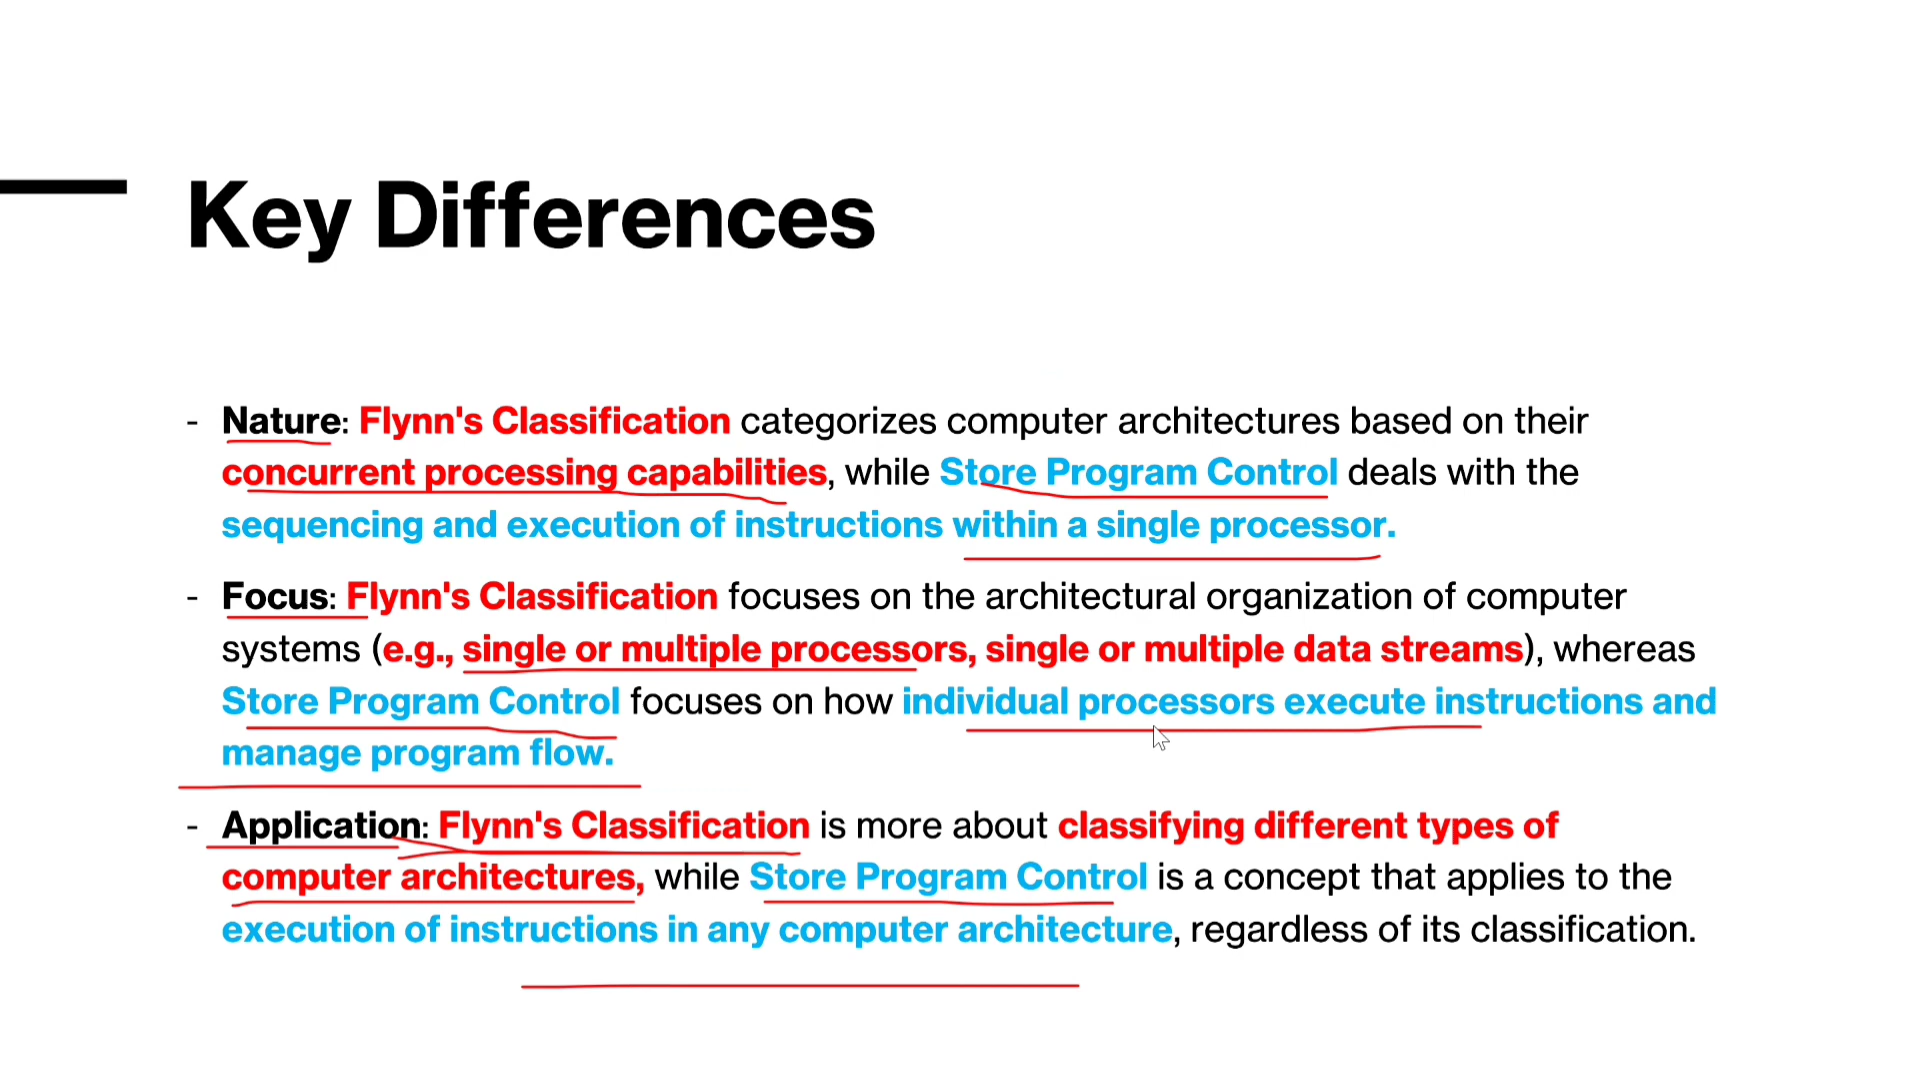 Key Differences
- Nature: Flynn's Classification categorizes computer architectures based on their
concurrent processing capabilities, while Store Program Control deals with the
sequencing and execution of instructions within a single processor.
- Focus: Flynn's Classification focuses on the architectural organization of computer
systems (e.g., single or multiple processors, single or multiple data streams), whereas
Store Program Control focuses on how individual processors execute instructions and
manage program flow.
- Application: Flynn's Classification is more about classifying different types of
computer architectures, while Store Program Control is a concept that applies to the
execution of instructions in any computer architecture, regardless of its classification.